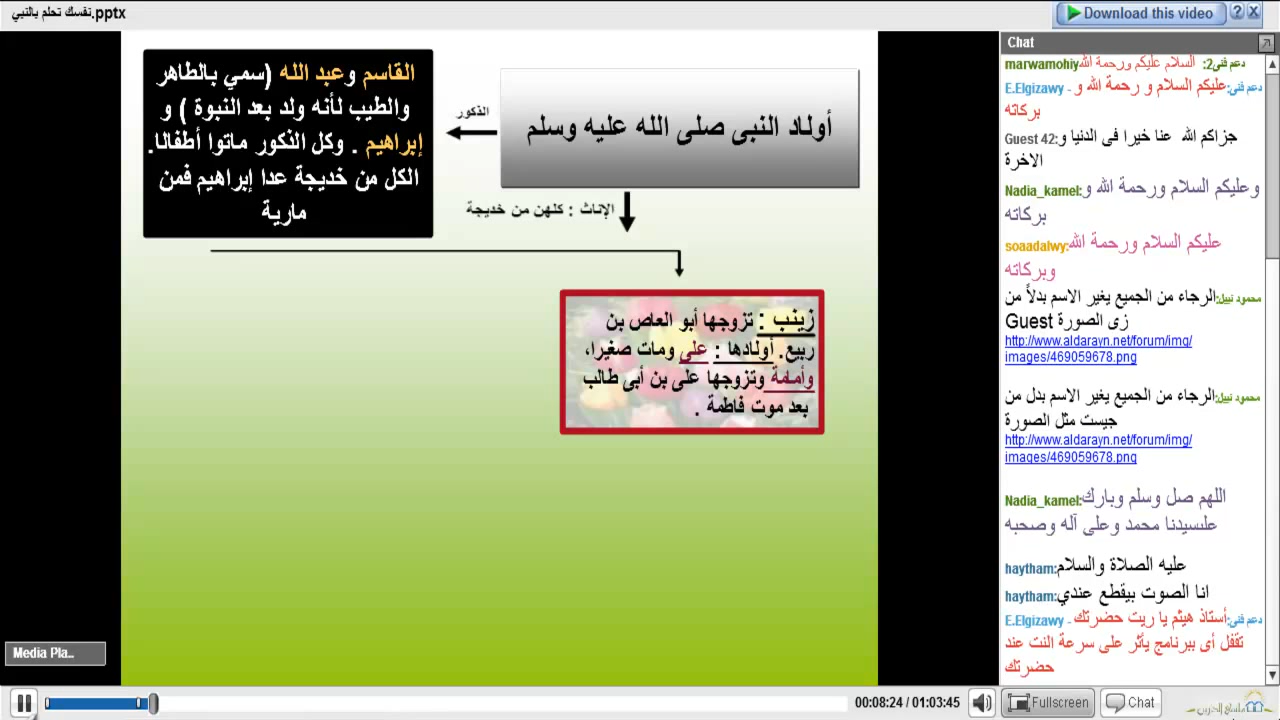 نفسك تحلم بالنبي.pptx
Download this video
أولاد النبى صلى الله عليه وسلم
الذكور
القاسم وعبد الله (سمي بالطاهر
والطيب لأنه ولد بعد النبوة ) و
إبراهيم . وكل الذكور ماتوا أطفالا.
الكل من خديجة عدا إبراهيم فمن
مارية
الإناث : كلهن من خديجة
زينب : تزوجها أبو العاص بن
ربيع. أولادها : على ومات صغيرا،
وأمامة وتزوجها على بن أبى طالب
بعد موت فاطمة .
Media Pla..
00:08:24 / 01:03:45
Fullscreen
Chat
Chat
دعم فنى2: marwamohiy السلام عليكم ورحمة الله
دعم فنى: E.Elgizawy - عليكم السلام و رحمة الله و
بركاته
Guest 42: جزاكم الله عنا خيرا فى الدنيا و
الاخرة
Nadia_kamel: وعليكم السلام ورحمة الله و
بركاته
soaadalwy: عليكم السلام ورحمة الله
وبركاته
محمود نبيل: الرجاء من الجميع يغير الاسم بدلاً من
Guest زى الصورة
http://www.aldarayn.net/forum/img/
images/469059678.png
محمود نبيل: الرجاء من الجميع يغير الاسم بدل من
جيست مثل الصورة
http://www.aldarayn.net/forum/img/
images/469059678.png
Nadia_kamel: اللهم صل وسلم وبارك
علىسيدنا محمد وعلى آله وصحبه
haytham: عليه الصلاة والسلام
haytham: انا الصوت بيقطع عندي
دعم فنى: E.Elgizawy - أستاذ هيثم يا ريت حضرتك
تقفل أى ببرنامج يأثر على سرعة النت عند
حضرتك